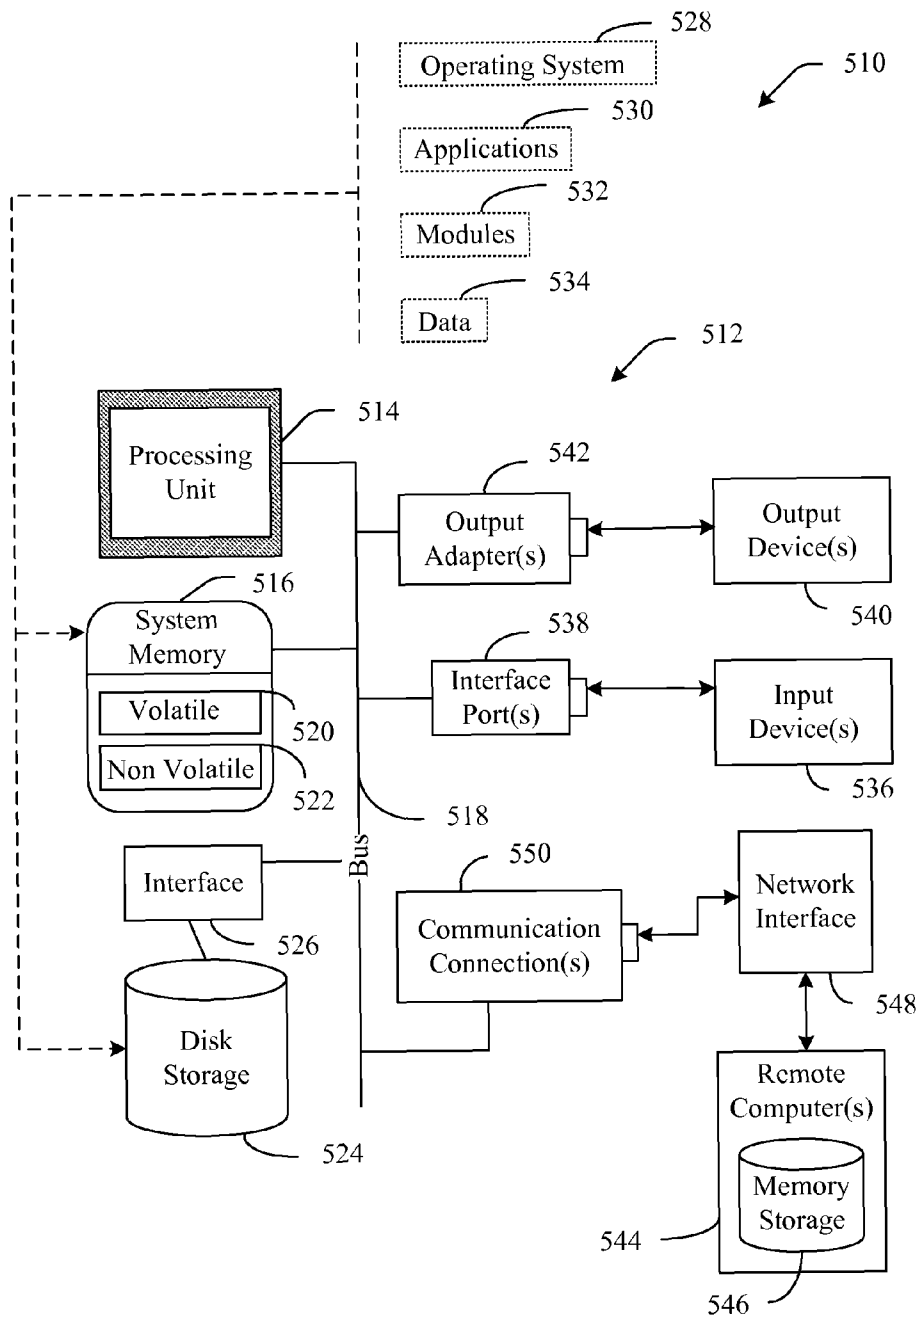 528
Operating System
510
530
Applications
532
Modules
534
Data
512
514
Processing
Unit
542
Output
Adapter(s)
Output
Device(s)
540
516
System
Memory
Volatile
520
Non Volatile
522
538
Interface
Port(s)
Input
Device(s)
536
518
Bus
Interface
526
550
Communication
Connection(s)
Network
Interface
548
Disk
Storage
524
Remote
Computer(s)
Memory
Storage
544
546